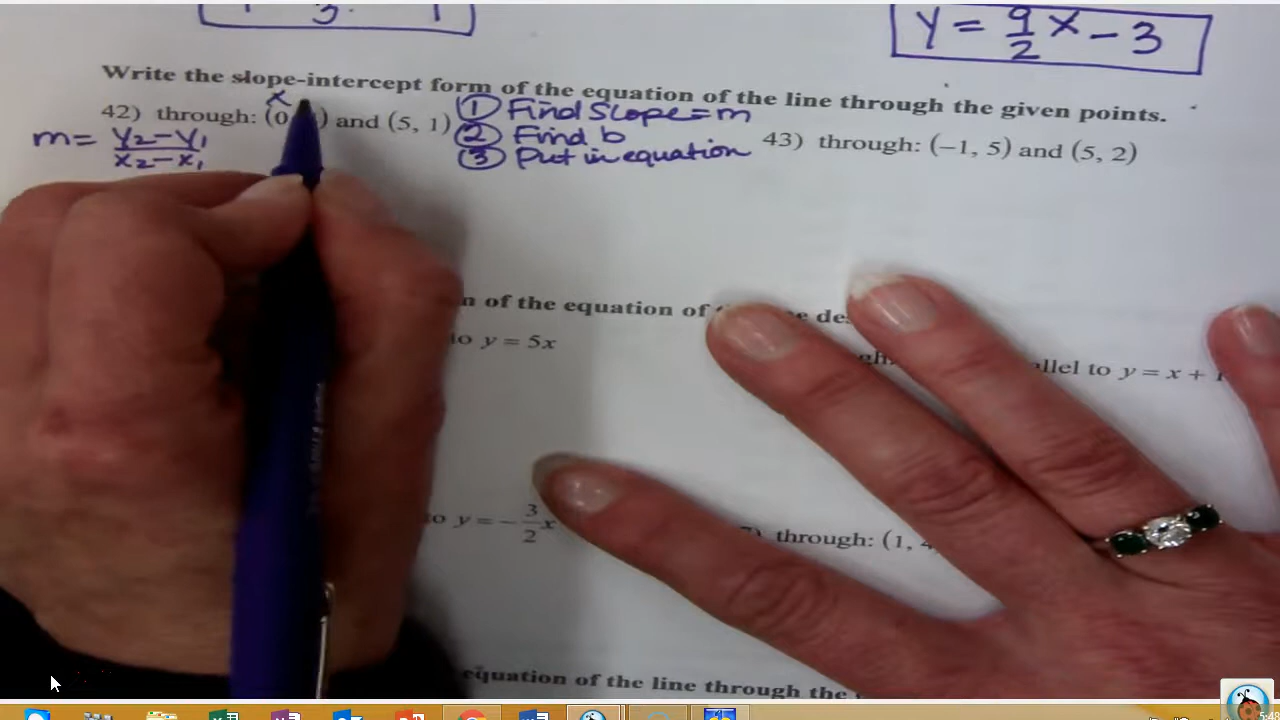 y = 9/2 x - 3
Write the slope-intercept form of the equation of the line through the given points.
x
42) through: (0 ) and (5, 1)
m = y2 - y1 / x2 - x1
① Find Slope = m
② Find b
③ Put in equation
43) through: (-1, 5) and (5, 2)
n of the equation of
to y = 5x
allel to y = x +
to y = - 3/2 x
through: (1,
equation of the line through the